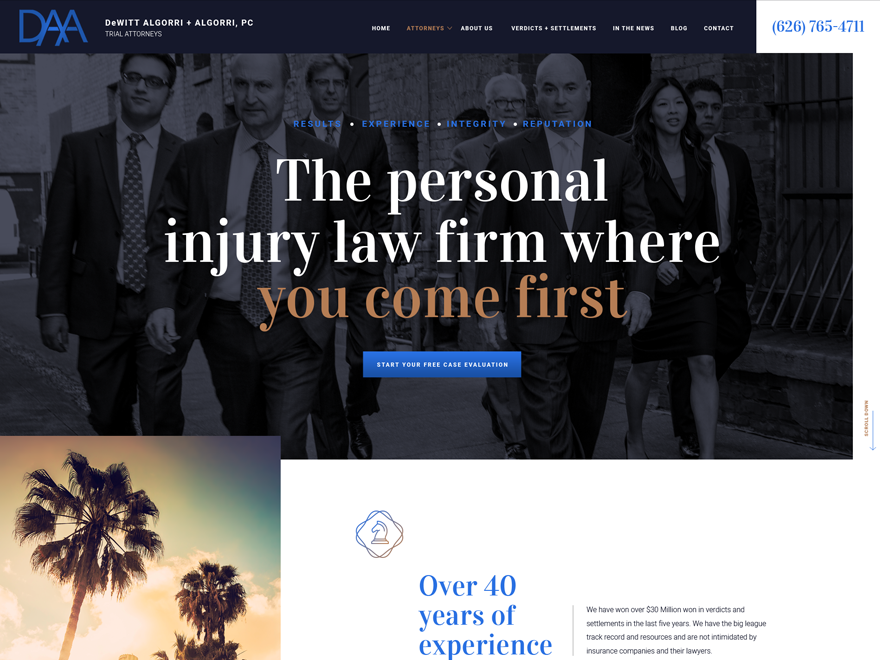 DAA
DeWITT ALGORRI + ALGORRI, PC
TRIAL ATTORNEYS
HOME ATTORNEYS ABOUT US VERDICTS + SETTLEMENTS IN THE NEWS BLOG CONTACT
(626) 765-4711
RESULTS • EXPERIENCE • INTEGRITY • REPUTATION
The personal
injury law firm where
you come first
START YOUR FREE CASE EVALUATION
SCROLL DOWN
Over 40
years of
experience
We have won over $30 Million won in verdicts and
settlements in the last five years. We have the big league
track record and resources and are not intimidated by
insurance companies and their lawyers.